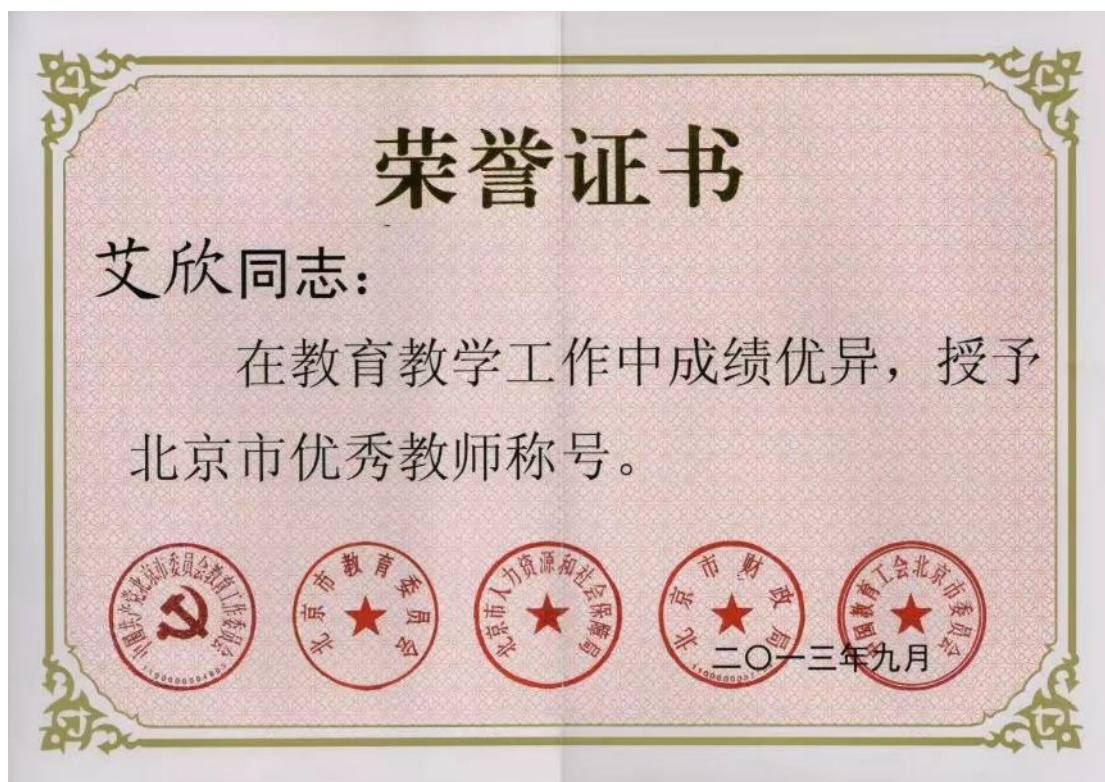 荣誉证书
艾欣同志：
在教育教学工作中成绩优异，授予
北京市优秀教师称号。
中国共产党北京市委员会教育工作委员会
北京市教育委员会
北京市人力资源和社会保障局
北京市财政局
中国教育工会北京市委员会
二〇一三年九月